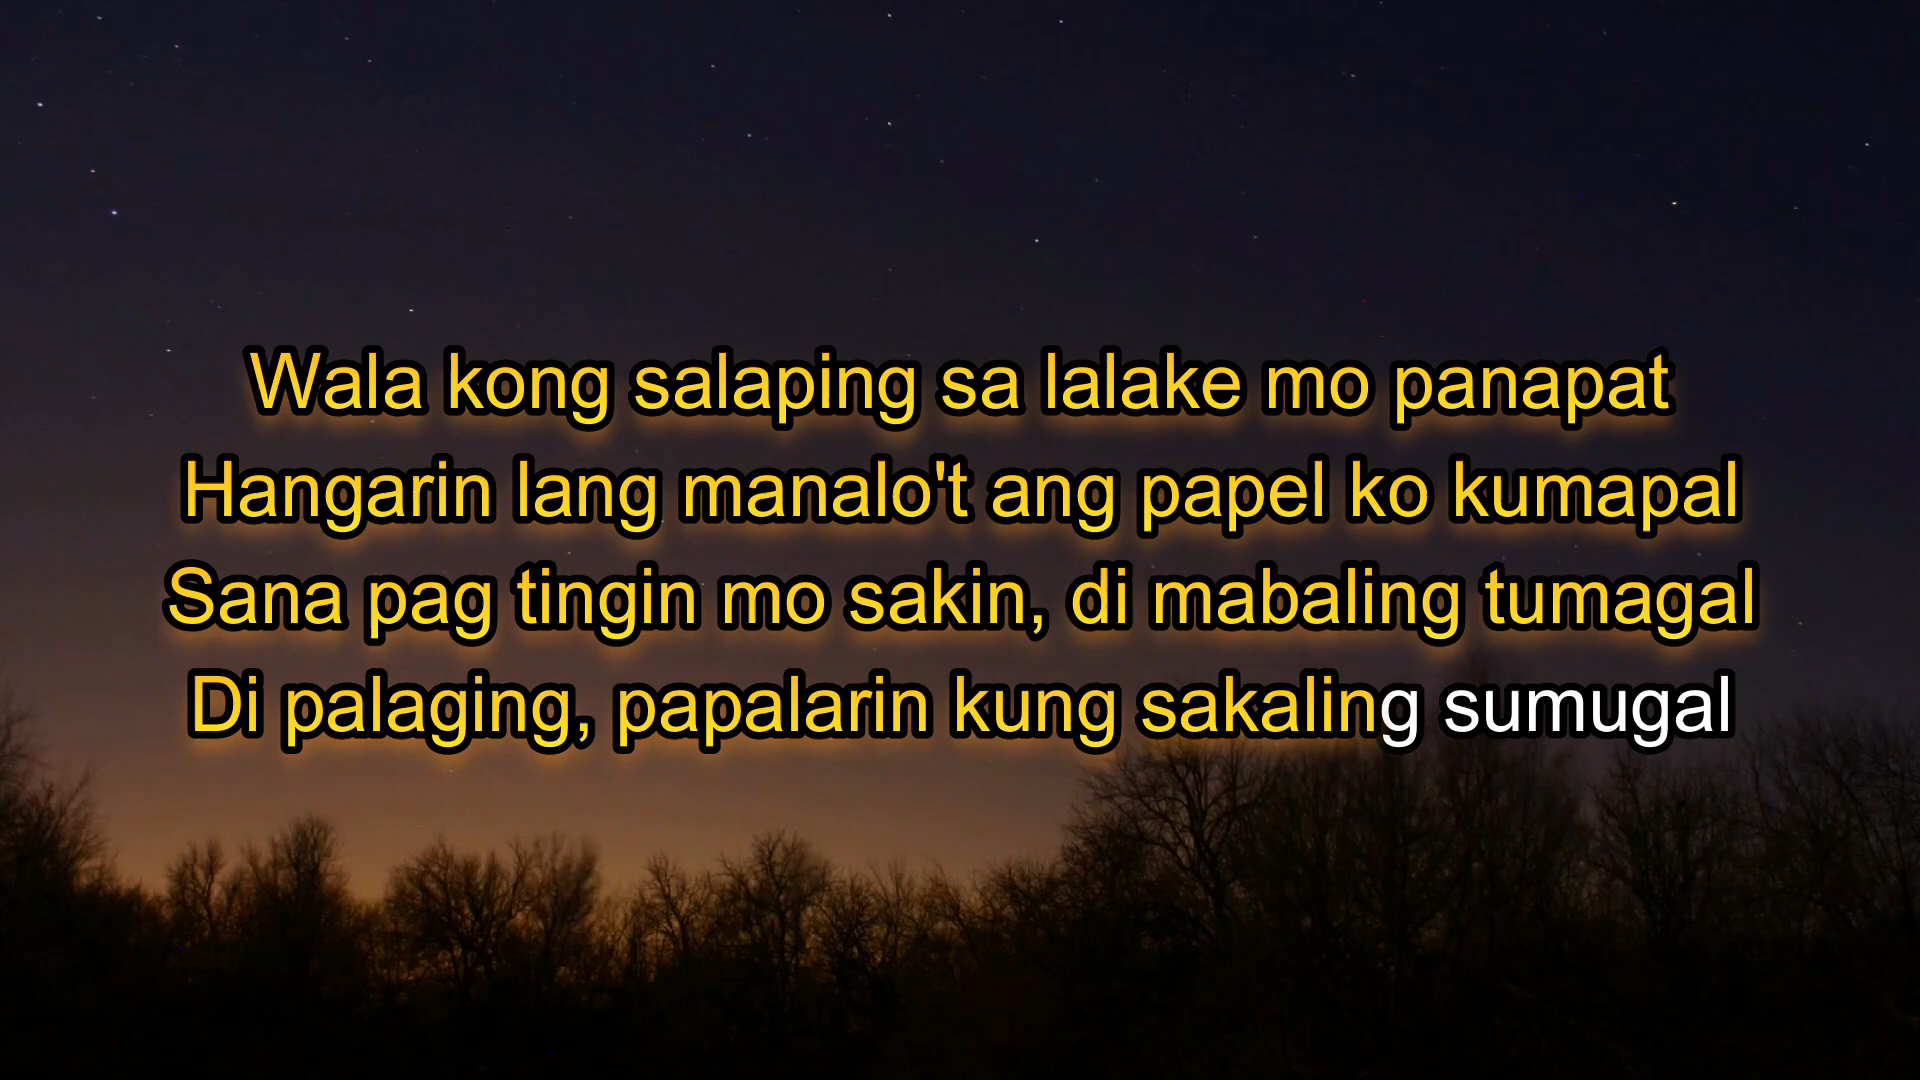 Wala kong salaping sa lalake mo panapat
Hangarin lang manalo't ang papel ko kumapal
Sana pag tingin mo sakin, di mabaling tumagal
Di palaging, papalarin kung sakaling sumugal